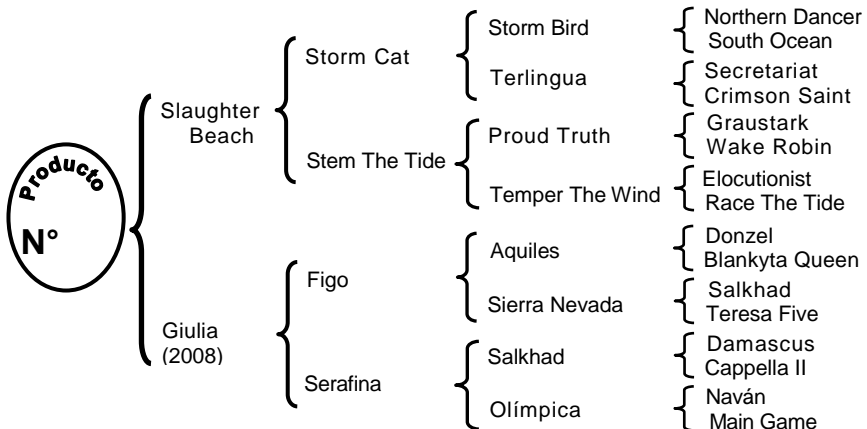 Producto
N°
Slaughter
Beach
Giulia
(2008)
Storm Cat
Stem The Tide
Figo
Serafina
Storm Bird
Terlingua
Proud Truth
Temper The Wind
Aquiles
Sierra Nevada
Salkhad
Olímpica
Northern Dancer
South Ocean
Secretariat
Crimson Saint
Graustark
Wake Robin
Elocutionist
Race The Tide
Donzel
Blankyta Queen
Salkhad
Teresa Five
Damascus
Cappella II
Naván
Main Game